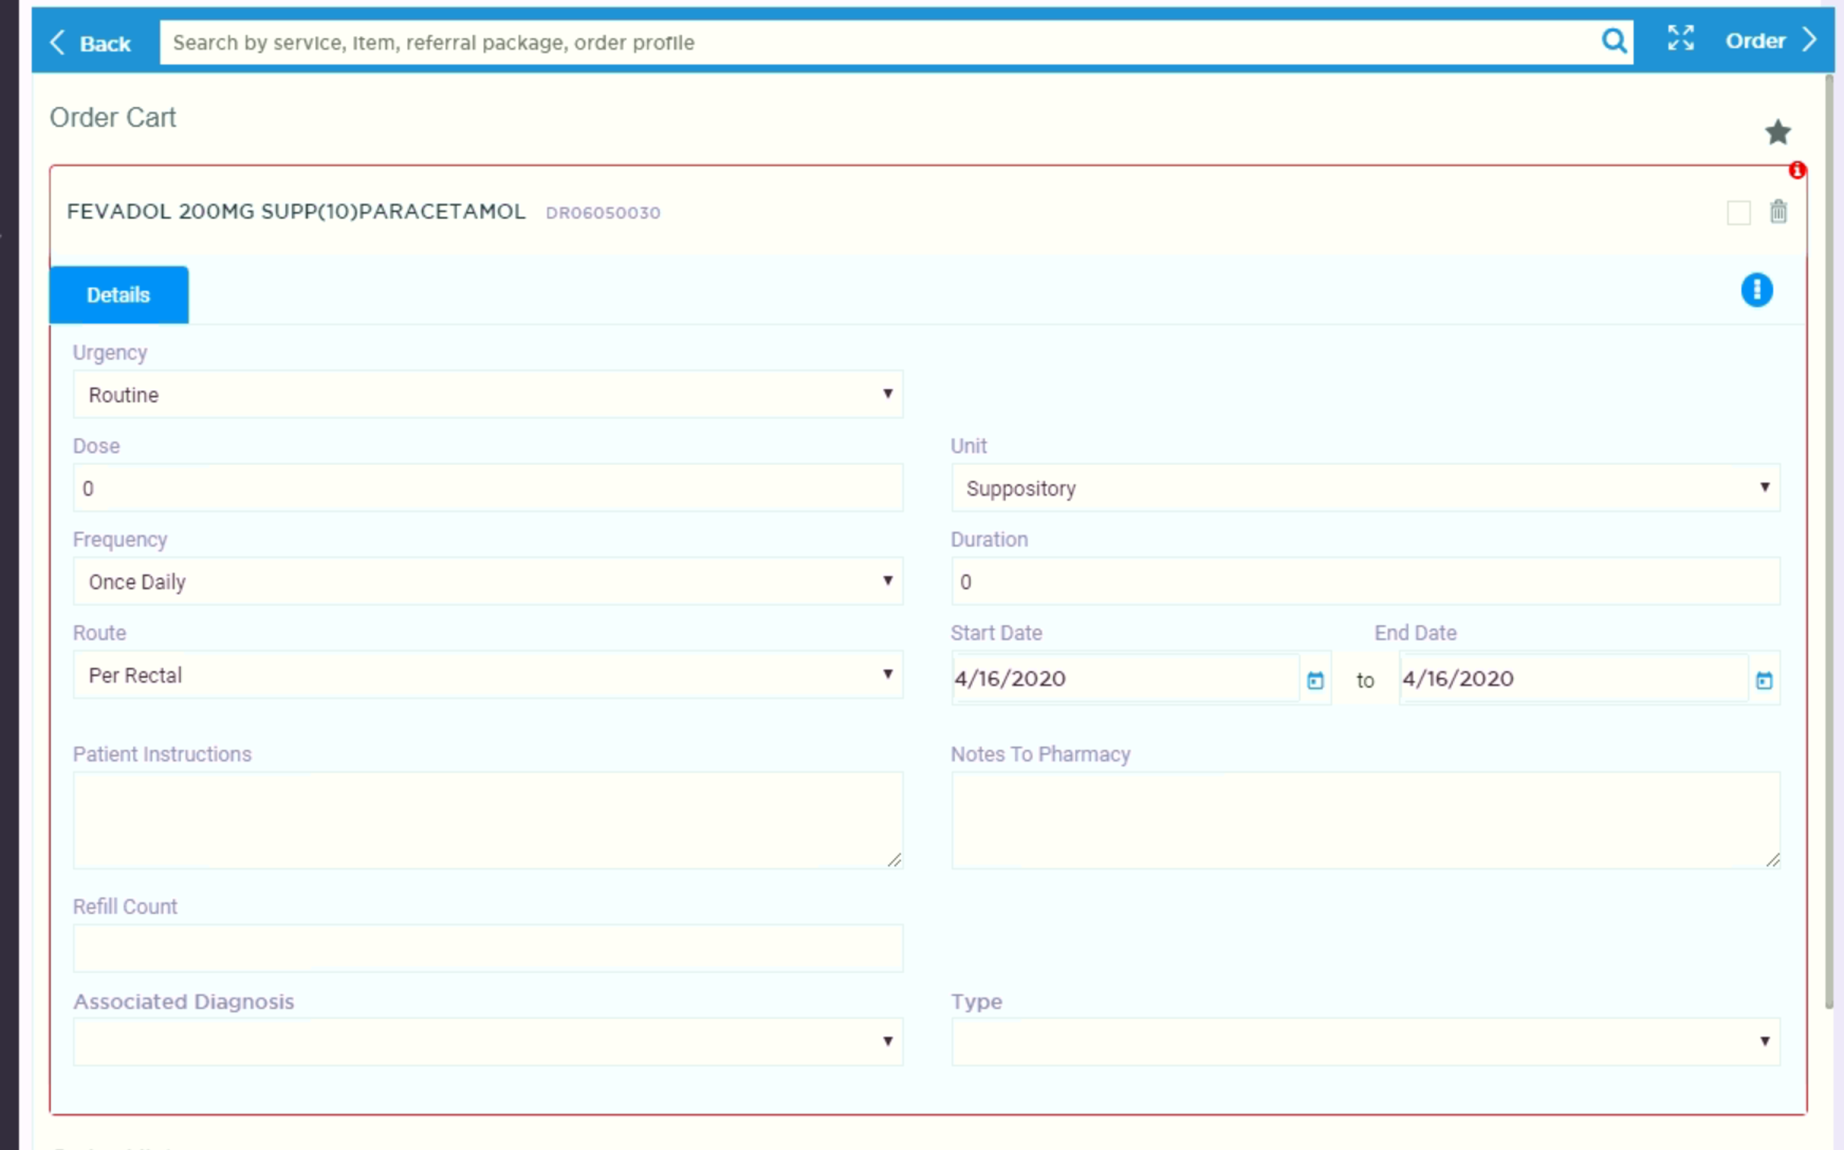 Back
Search by service, Item, referral package, order profile
Order
Order Cart
FEVADOL 200MG SUPP(10)PARACETAMOL DR06050030
Details
Urgency
Routine
Dose
Unit
0
Suppository
Frequency
Duration
Once Daily
0
Route
Start Date
End Date
Per Rectal
4/16/2020 to 4/16/2020
Patient Instructions
Notes To Pharmacy
Refill Count
Associated Diagnosis
Type